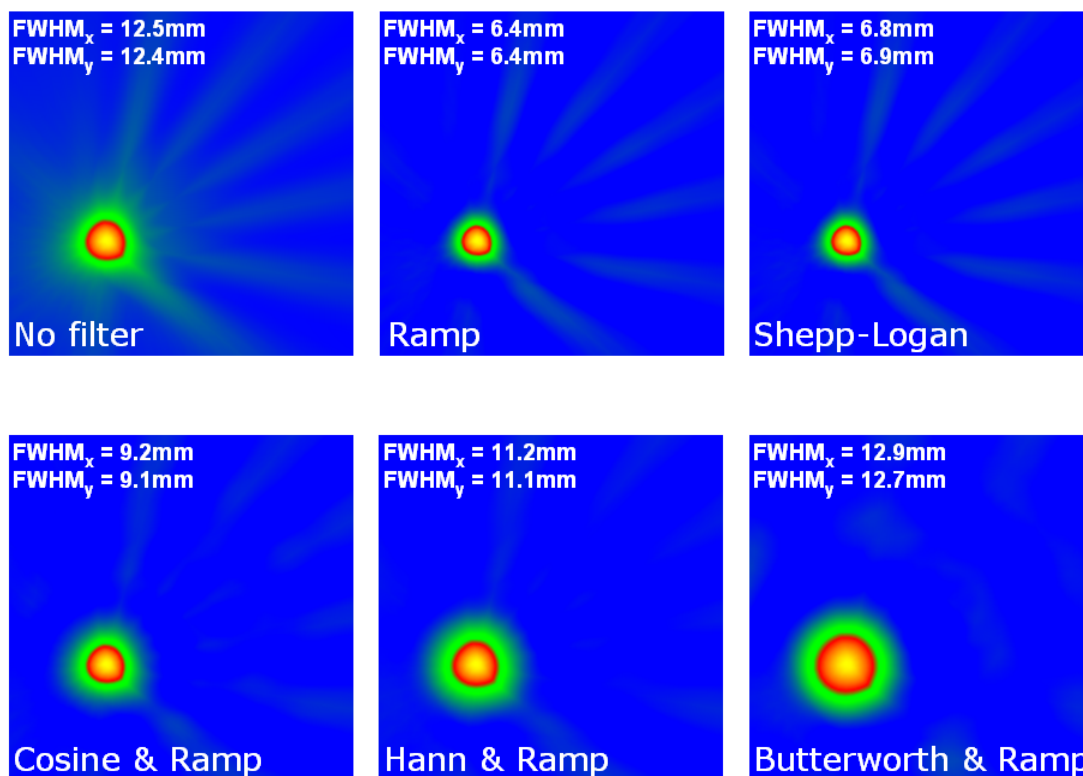 FWHMx = 12.5mm
FWHMy = 12.4mm
No filter
FWHMx = 6.4mm
FWHMy = 6.4mm
Ramp
FWHMx = 6.8mm
FWHMy = 6.9mm
Shepp-Logan
FWHMx = 9.2mm
FWHMy = 9.1mm
Cosine & Ramp
FWHMx = 11.2mm
FWHMy = 11.1mm
Hann & Ramp
FWHMx = 12.9mm
FWHMy = 12.7mm
Butterworth & Ramp